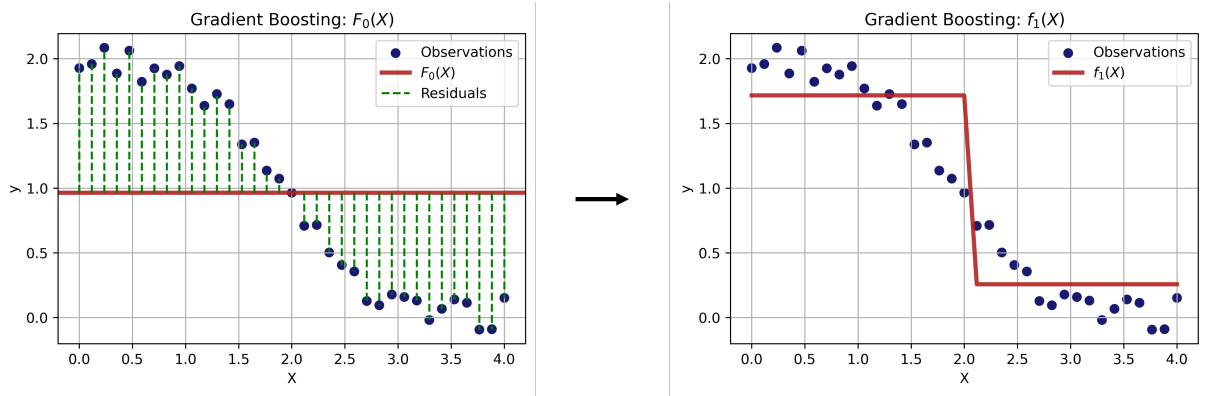 Gradient Boosting: F₀(X)
Observations
F₀(X)
Residuals
y
2.0
1.5
1.0
0.5
0.0
0.0 0.5 1.0 1.5 2.0 2.5 3.0 3.5 4.0
X
Gradient Boosting: f₁(X)
Observations
f₁(X)
y
2.0
1.5
1.0
0.5
0.0
0.0 0.5 1.0 1.5 2.0 2.5 3.0 3.5 4.0
X